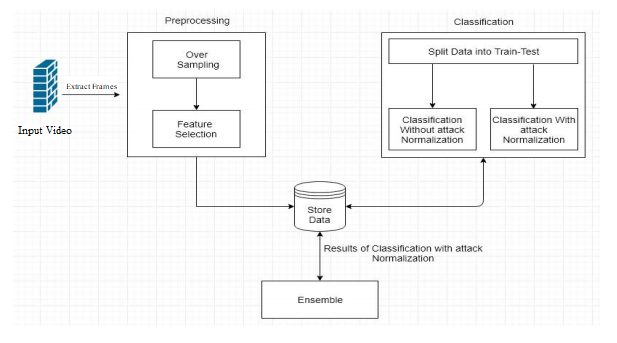 Preprocessing
Classification
Over
Sampling
Split Data into Train-Test
Extract Frames
Input Video
Feature
Selection
Classification
Without attack
Normalization
Classification With
attack
Normalization
Store
Data
Results of Classification with attack
Normalization
Ensemble